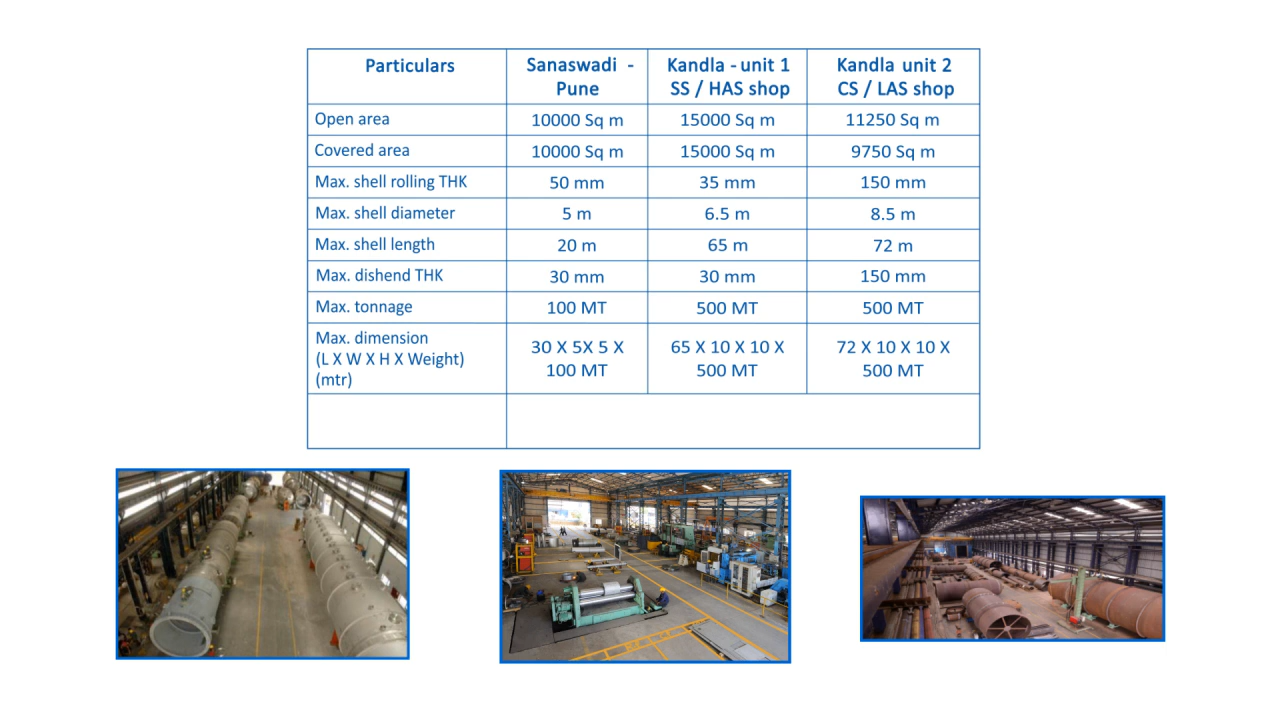 Particulars
Sanaswadi -
Pune
Kandla - unit 1
SS / HAS shop
Kandla unit 2
CS / LAS shop
Open area
10000 Sq m
15000 Sq m
11250 Sq m
Covered area
10000 Sq m
15000 Sq m
9750 Sq m
Max. shell rolling THK
50 mm
35 mm
150 mm
Max. shell diameter
5 m
6.5 m
8.5 m
Max. shell length
20 m
65 m
72 m
Max. dishend THK
30 mm
30 mm
150 mm
Max. tonnage
100 MT
500 MT
500 MT
Max. dimension
(L X W X H X Weight)
(mtr)
30 X 5X 5 X
100 MT
65 X 10 X 10 X
500 MT
72 X 10 X 10 X
500 MT